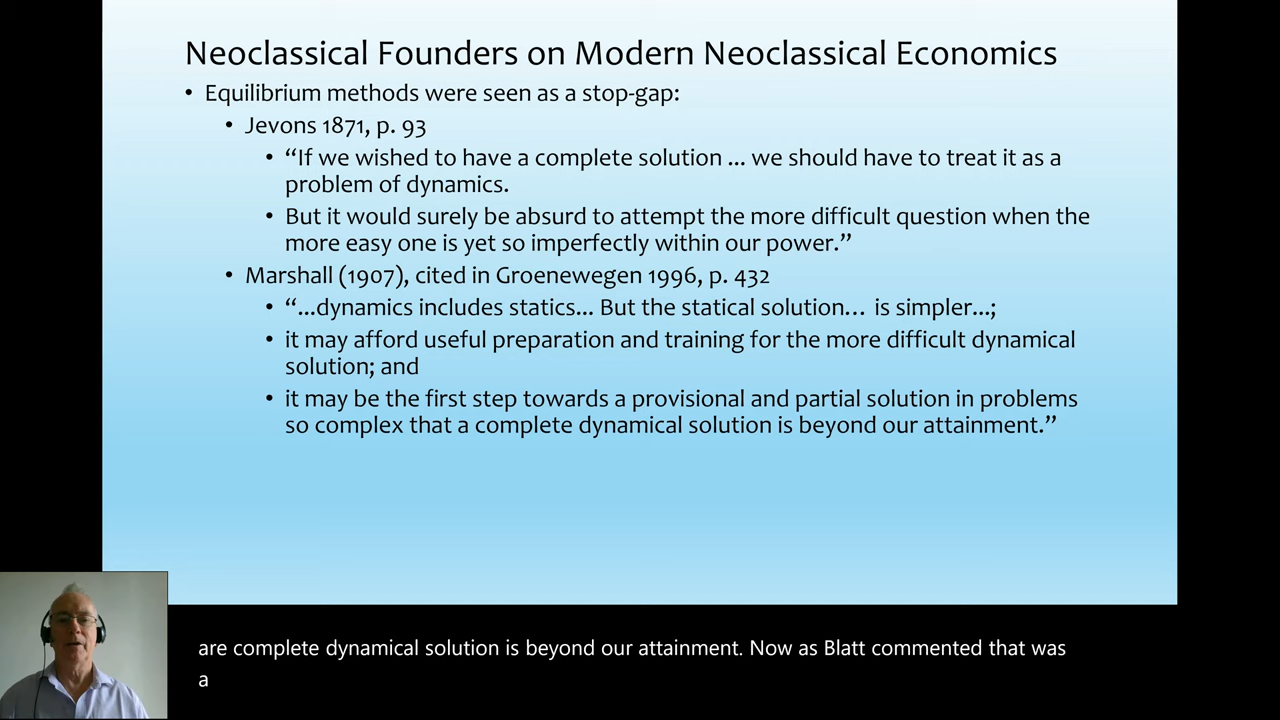 Neoclassical Founders on Modern Neoclassical Economics
• Equilibrium methods were seen as a stop-gap:
• Jevons 1871, p. 93
• “If we wished to have a complete solution ... we should have to treat it as a
problem of dynamics.
• But it would surely be absurd to attempt the more difficult question when the
more easy one is yet so imperfectly within our power.”
• Marshall (1907), cited in Groenewegen 1996, p. 432
• “...dynamics includes statics... But the statical solution… is simpler...;
• it may afford useful preparation and training for the more difficult dynamical
solution; and
• it may be the first step towards a provisional and partial solution in problems
so complex that a complete dynamical solution is beyond our attainment.”
are complete dynamical solution is beyond our attainment. Now as Blatt commented that was
a